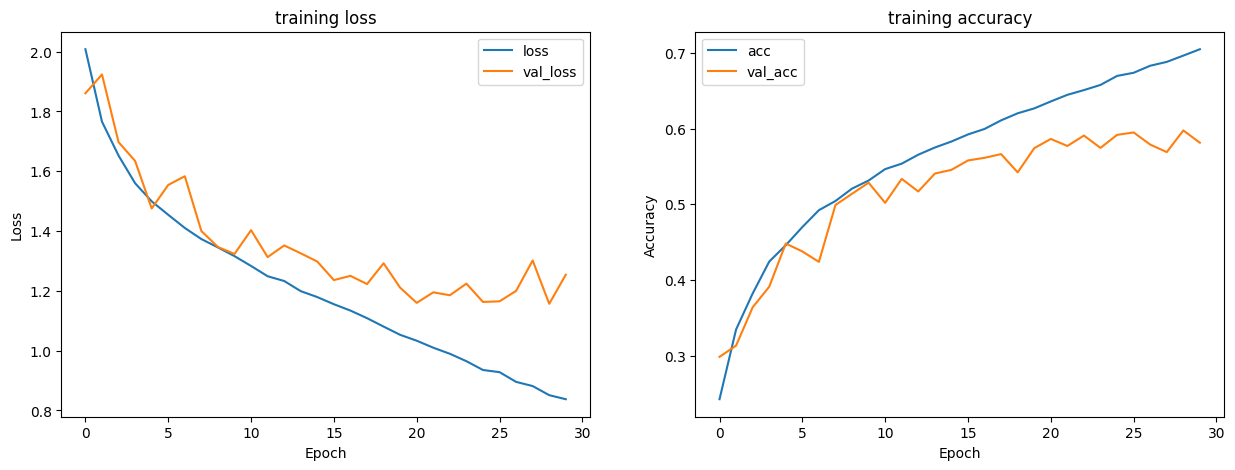 training loss
loss
val_loss
2.0
1.8
1.6
1.4
1.2
1.0
0.8
Loss
0 5 10 15 20 25 30
Epoch
training accuracy
acc
val_acc
0.7
0.6
0.5
0.4
0.3
Accuracy
0 5 10 15 20 25 30
Epoch